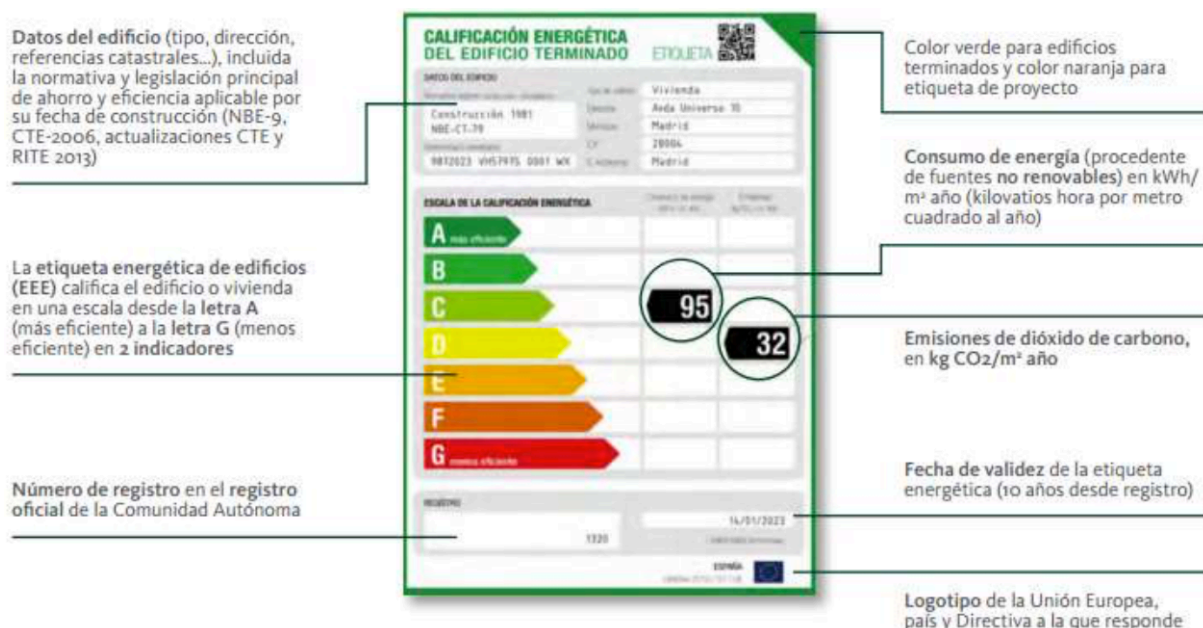 Datos del edificio (tipo, dirección,
referencias catastrales...), incluida
la normativa y legislación principal
de ahorro y eficiencia aplicable por
su fecha de construcción (NBE-9,
CTE-2006, actualizaciones CTE y
RITE 2013)
La etiqueta energética de edificios
(EEE) califica el edificio o vivienda
en una escala desde la letra A
(más eficiente) a la letra G (menos
eficiente) en 2 indicadores
Número de registro en el registro
oficial de la Comunidad Autónoma
CALIFICACIÓN ENERGÉTICA
DEL EDIFICIO TERMINADO ETIQUETA
DATOS DEL EDIFICIO
Construcción 1981
NBE-CT-79
Vivienda
Avda Universo 10
Madrid
28004
Madrid
ESCALA DE LA CALIFICACIÓN ENERGÉTICA
A más eficiente
B
C 95
D 32
E
F
G menos eficiente
REGISTRO
1320
14/01/2023
ESPAÑA
Color verde para edificios
terminados y color naranja para
etiqueta de proyecto
Consumo de energía (procedente
de fuentes no renovables) en kWh/
m² año (kilovatios hora por metro
cuadrado al año)
Emisiones de dióxido de carbono,
en kg CO2/m² año
Fecha de validez de la etiqueta
energética (10 años desde registro)
Logotipo de la Unión Europea,
país y Directiva a la que responde